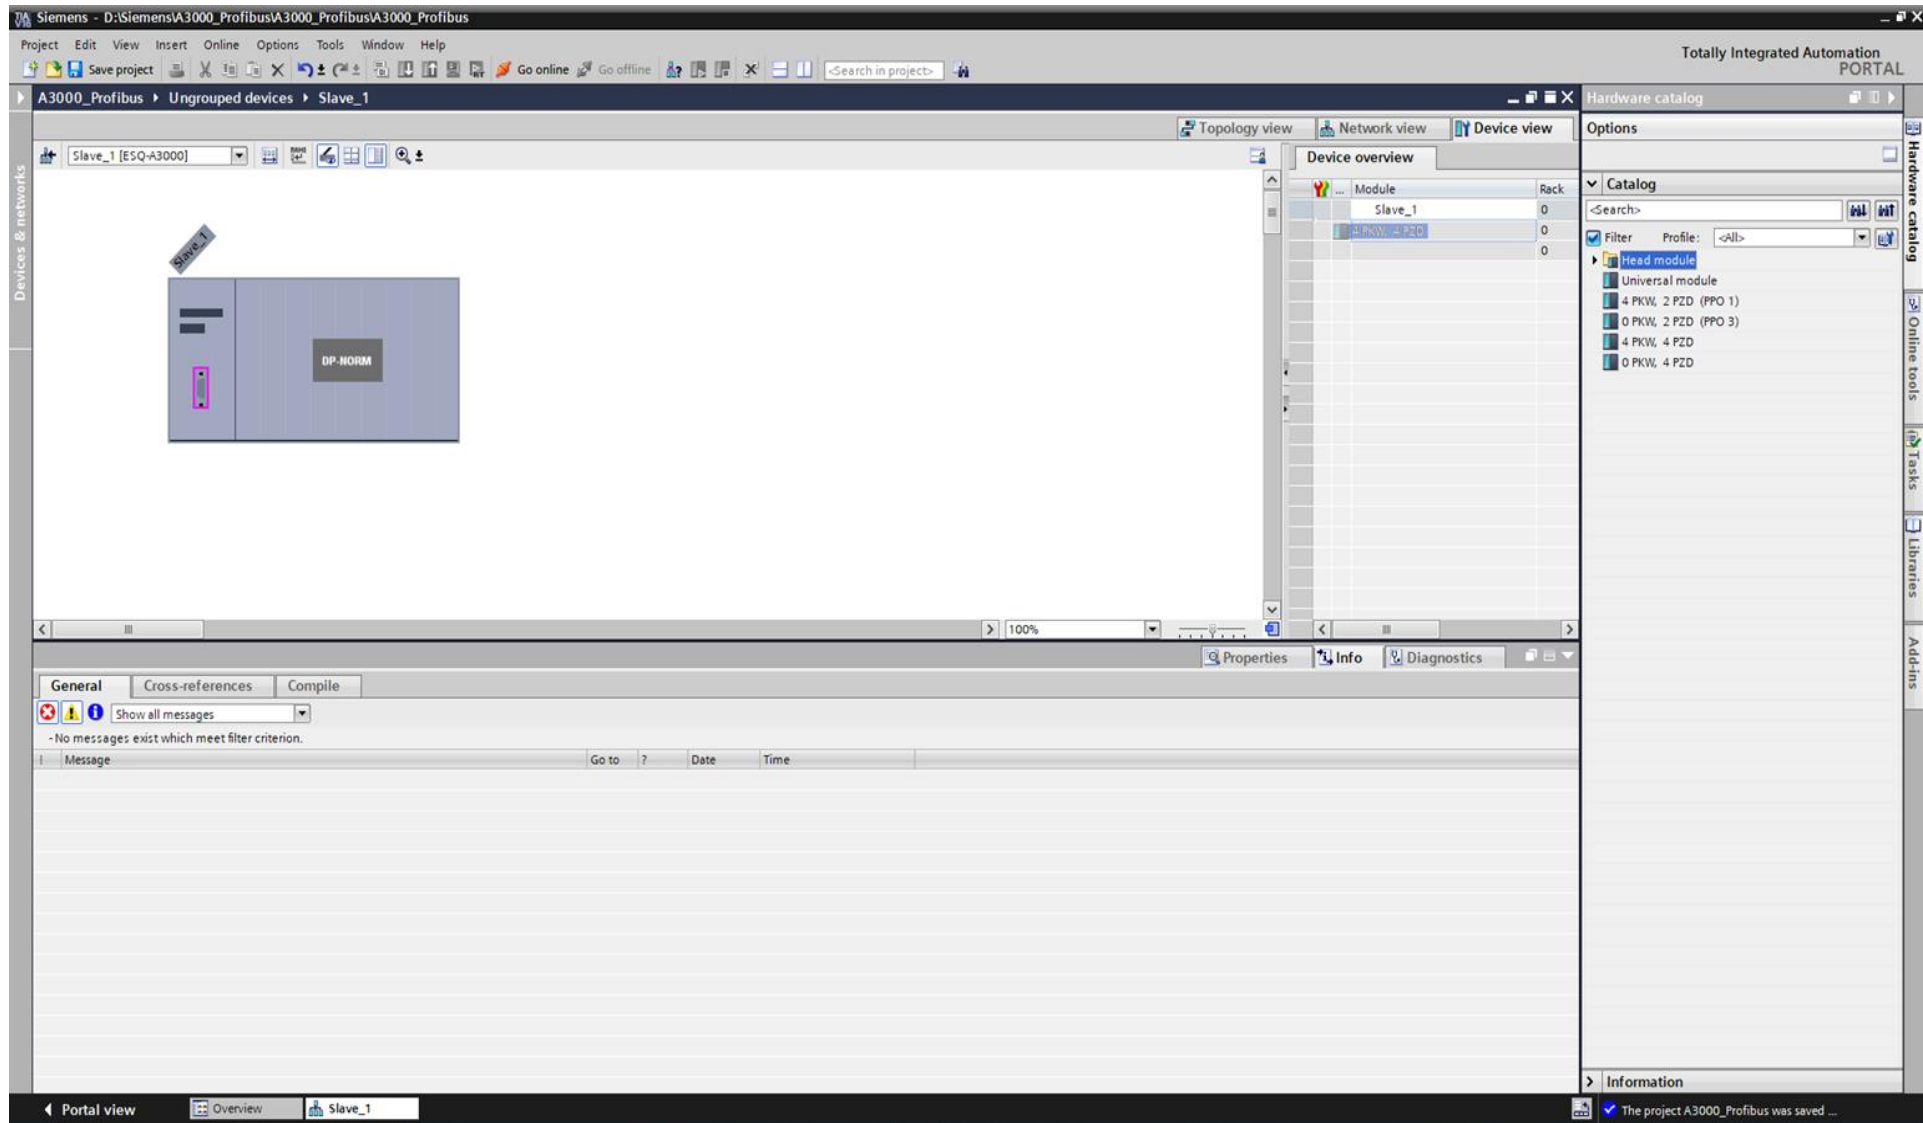 Siemens - D:\Siemens\A3000_Profibus\A3000_Profibus\A3000_Profibus
Project Edit View Insert Online Options Tools Window Help
Totally Integrated Automation
PORTAL
Save project Go online Go offline <Search in project>
A3000_Profibus Ungrouped devices Slave_1
Hardware catalog
Topology view Network view Device view
Options
Slave_1 [ESQ-A3000]
Device overview
... Module Rack
Catalog
Slave_1 0
<Search>
4 PKW, 4 PZD 0
Filter Profile: <All>
0
Head module
Universal module
4 PKW, 2 PZD (PPO 1)
0 PKW, 2 PZD (PPO 3)
4 PKW, 4 PZD
0 PKW, 4 PZD
Slave_1
DP-NORM
Devices & networks
Hardware catalog
Online tools
Tasks
Libraries
Add-ins
100%
Properties Info Diagnostics
General Cross-references Compile
Show all messages
- No messages exist which meet filter criterion.
! Message Go to ? Date Time
Information
Portal view Overview Slave_1
The project A3000_Profibus was saved ...